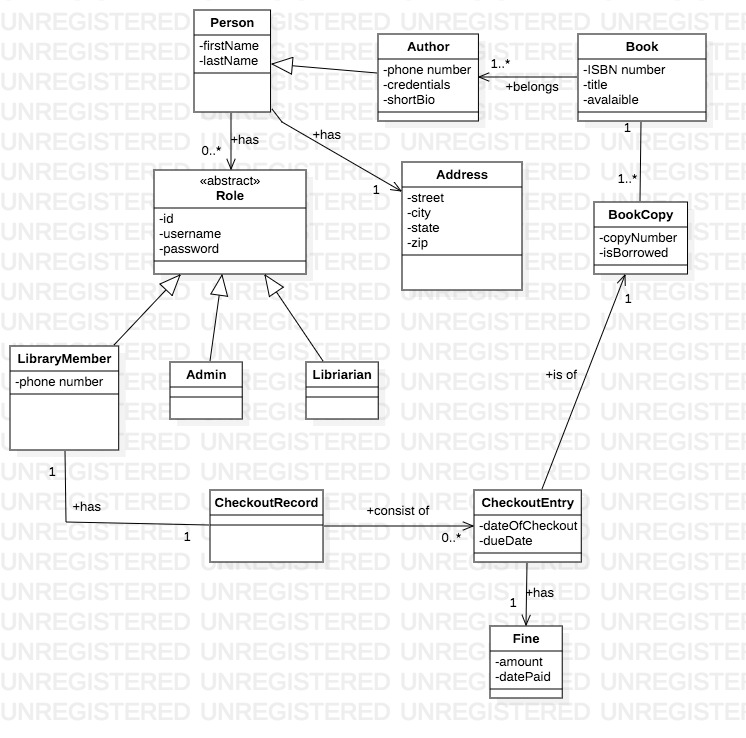 Person
-firstName
-lastName
Author
-phone number
-credentials
-shortBio
1..*
+belongs
Book
-ISBN number
-title
-avalaible
1
+has
0..*
+has
1
1..*
«abstract»
Role
-id
-username
-password
Address
-street
-city
-state
-zip
BookCopy
-copyNumber
-isBorrowed
1
LibraryMember
-phone number
Admin
Libriarian
+is of
1
+has
1
CheckoutRecord
+consist of
0..*
CheckoutEntry
-dateOfCheckout
-dueDate
+has
1
Fine
-amount
-datePaid
UNREGISTERED UNREGISTERED UNREGISTERED UNREGISTERED